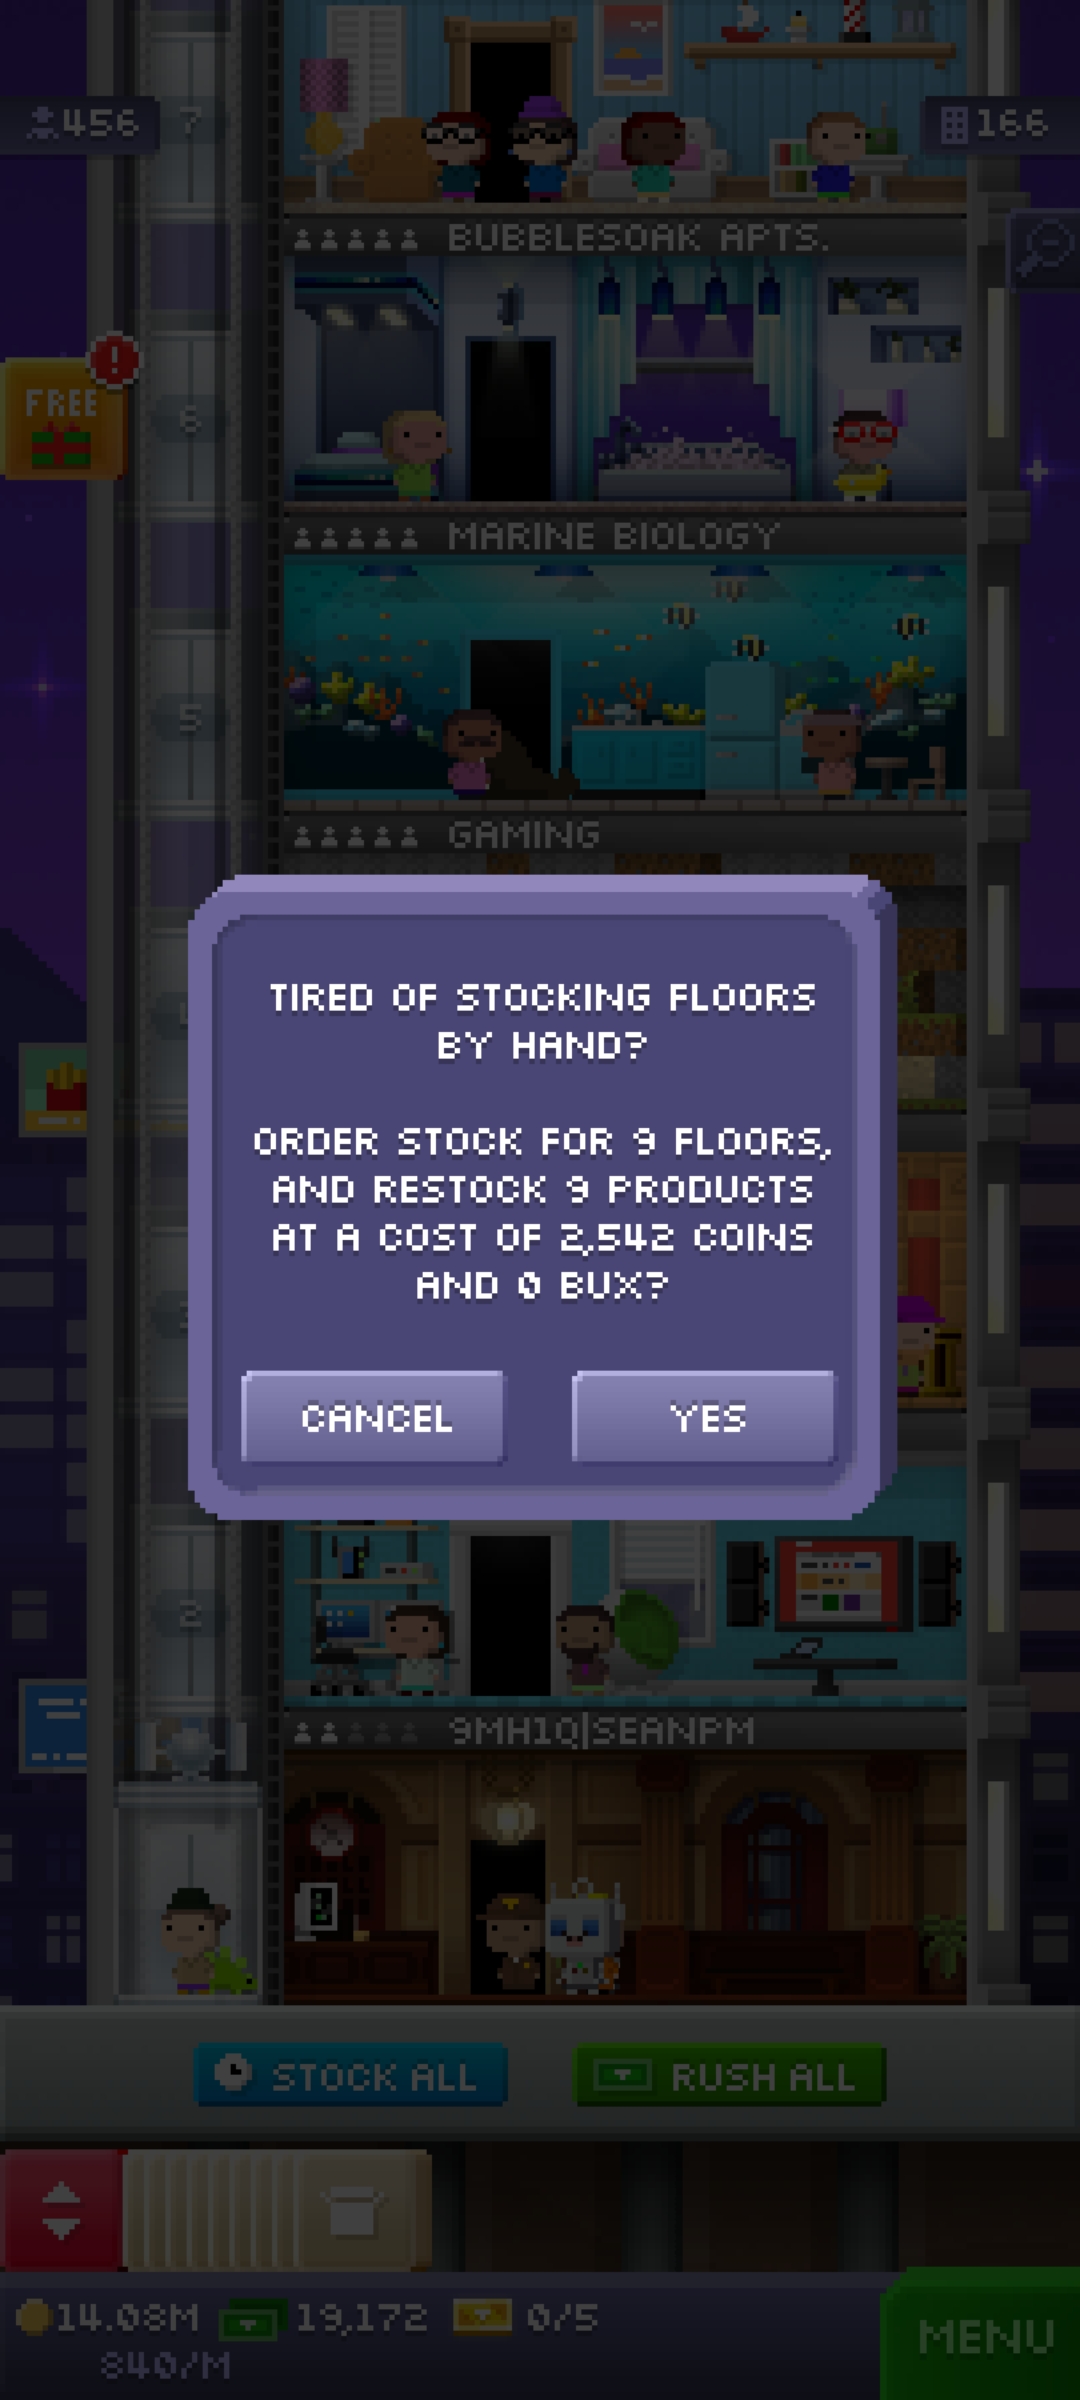 456
7
166
BUBBLESOAK APTS.
FREE
!
6
MARINE BIOLOGY
5
GAMING
TIRED OF STOCKING FLOORS
BY HAND?
ORDER STOCK FOR 9 FLOORS,
AND RESTOCK 9 PRODUCTS
AT A COST OF 2,542 COINS
AND 0 BUX?
CANCEL
YES
2
9MH1Q|SEANPM
STOCK ALL
RUSH ALL
14.08M
19,172
0/5
840/M
MENU